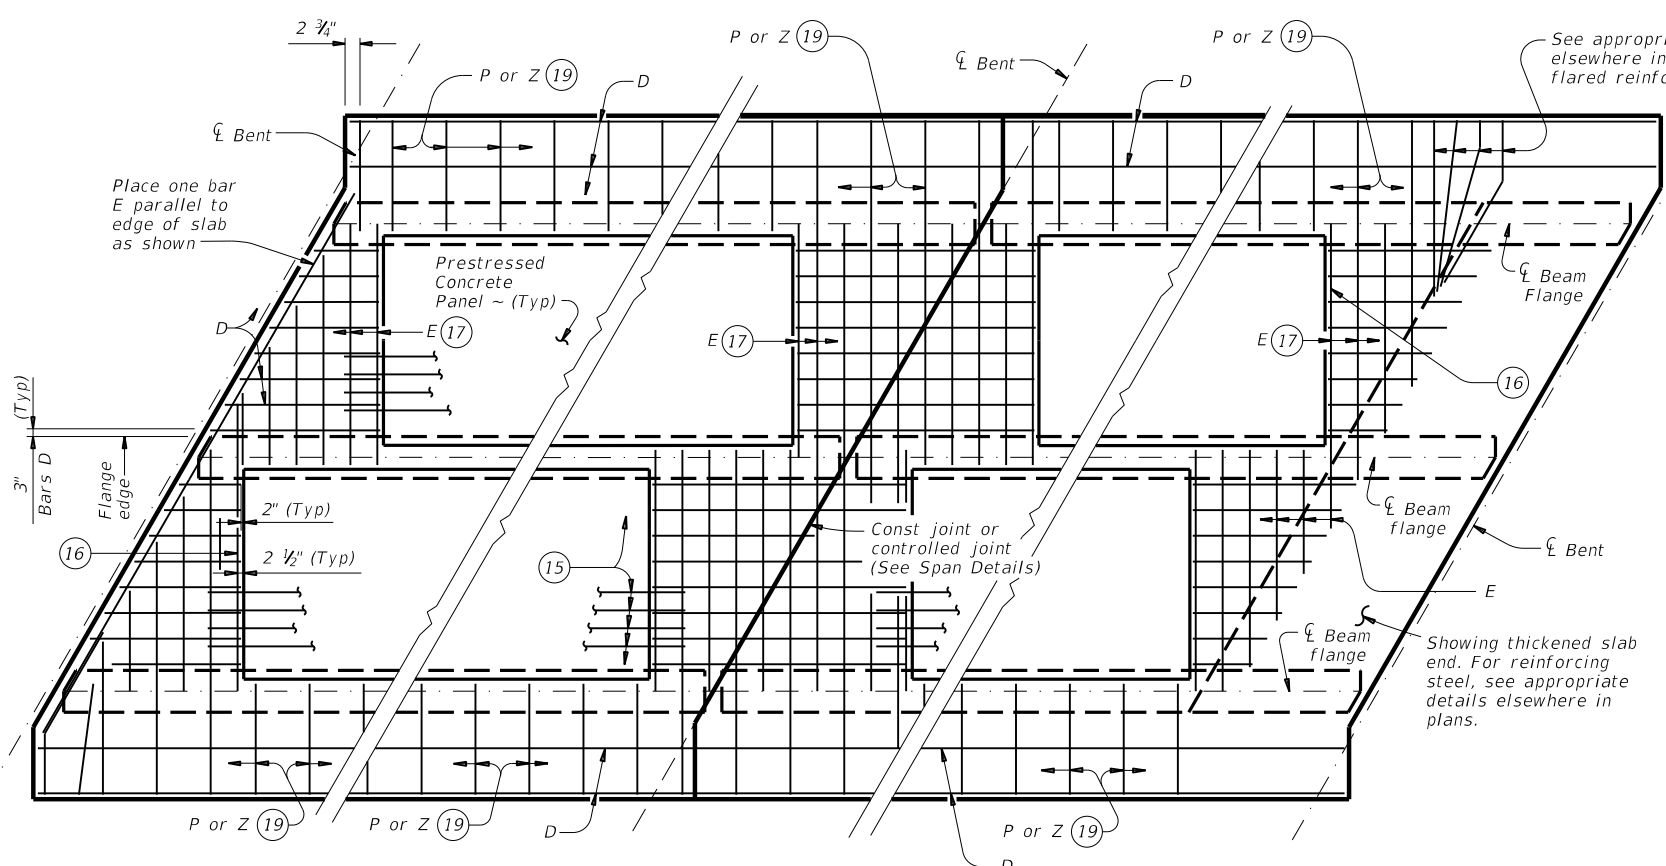 2 ¾"
P or Z 19
D
P or Z 19
℄ Bent
D
P or Z 19
See
elsewhere in
flared
℄ Bent
Place one bar
E parallel to
edge of slab
as shown
Prestressed
Concrete
Panel ~ (Typ)
℄ Beam
Flange
D
E 17
E 17
E 17
16
3" (Typ)
Bars D
Flange
edge
2" (Typ)
16
2 ½" (Typ)
15
Const joint or
controlled joint
(See Span Details)
℄ Beam
flange
℄ Bent
E
℄ Beam
flange
Showing thickened slab
end. For reinforcing
steel, see appropriate
details elsewhere in
plans.
P or Z 19
P or Z 19
D
P or Z 19
D